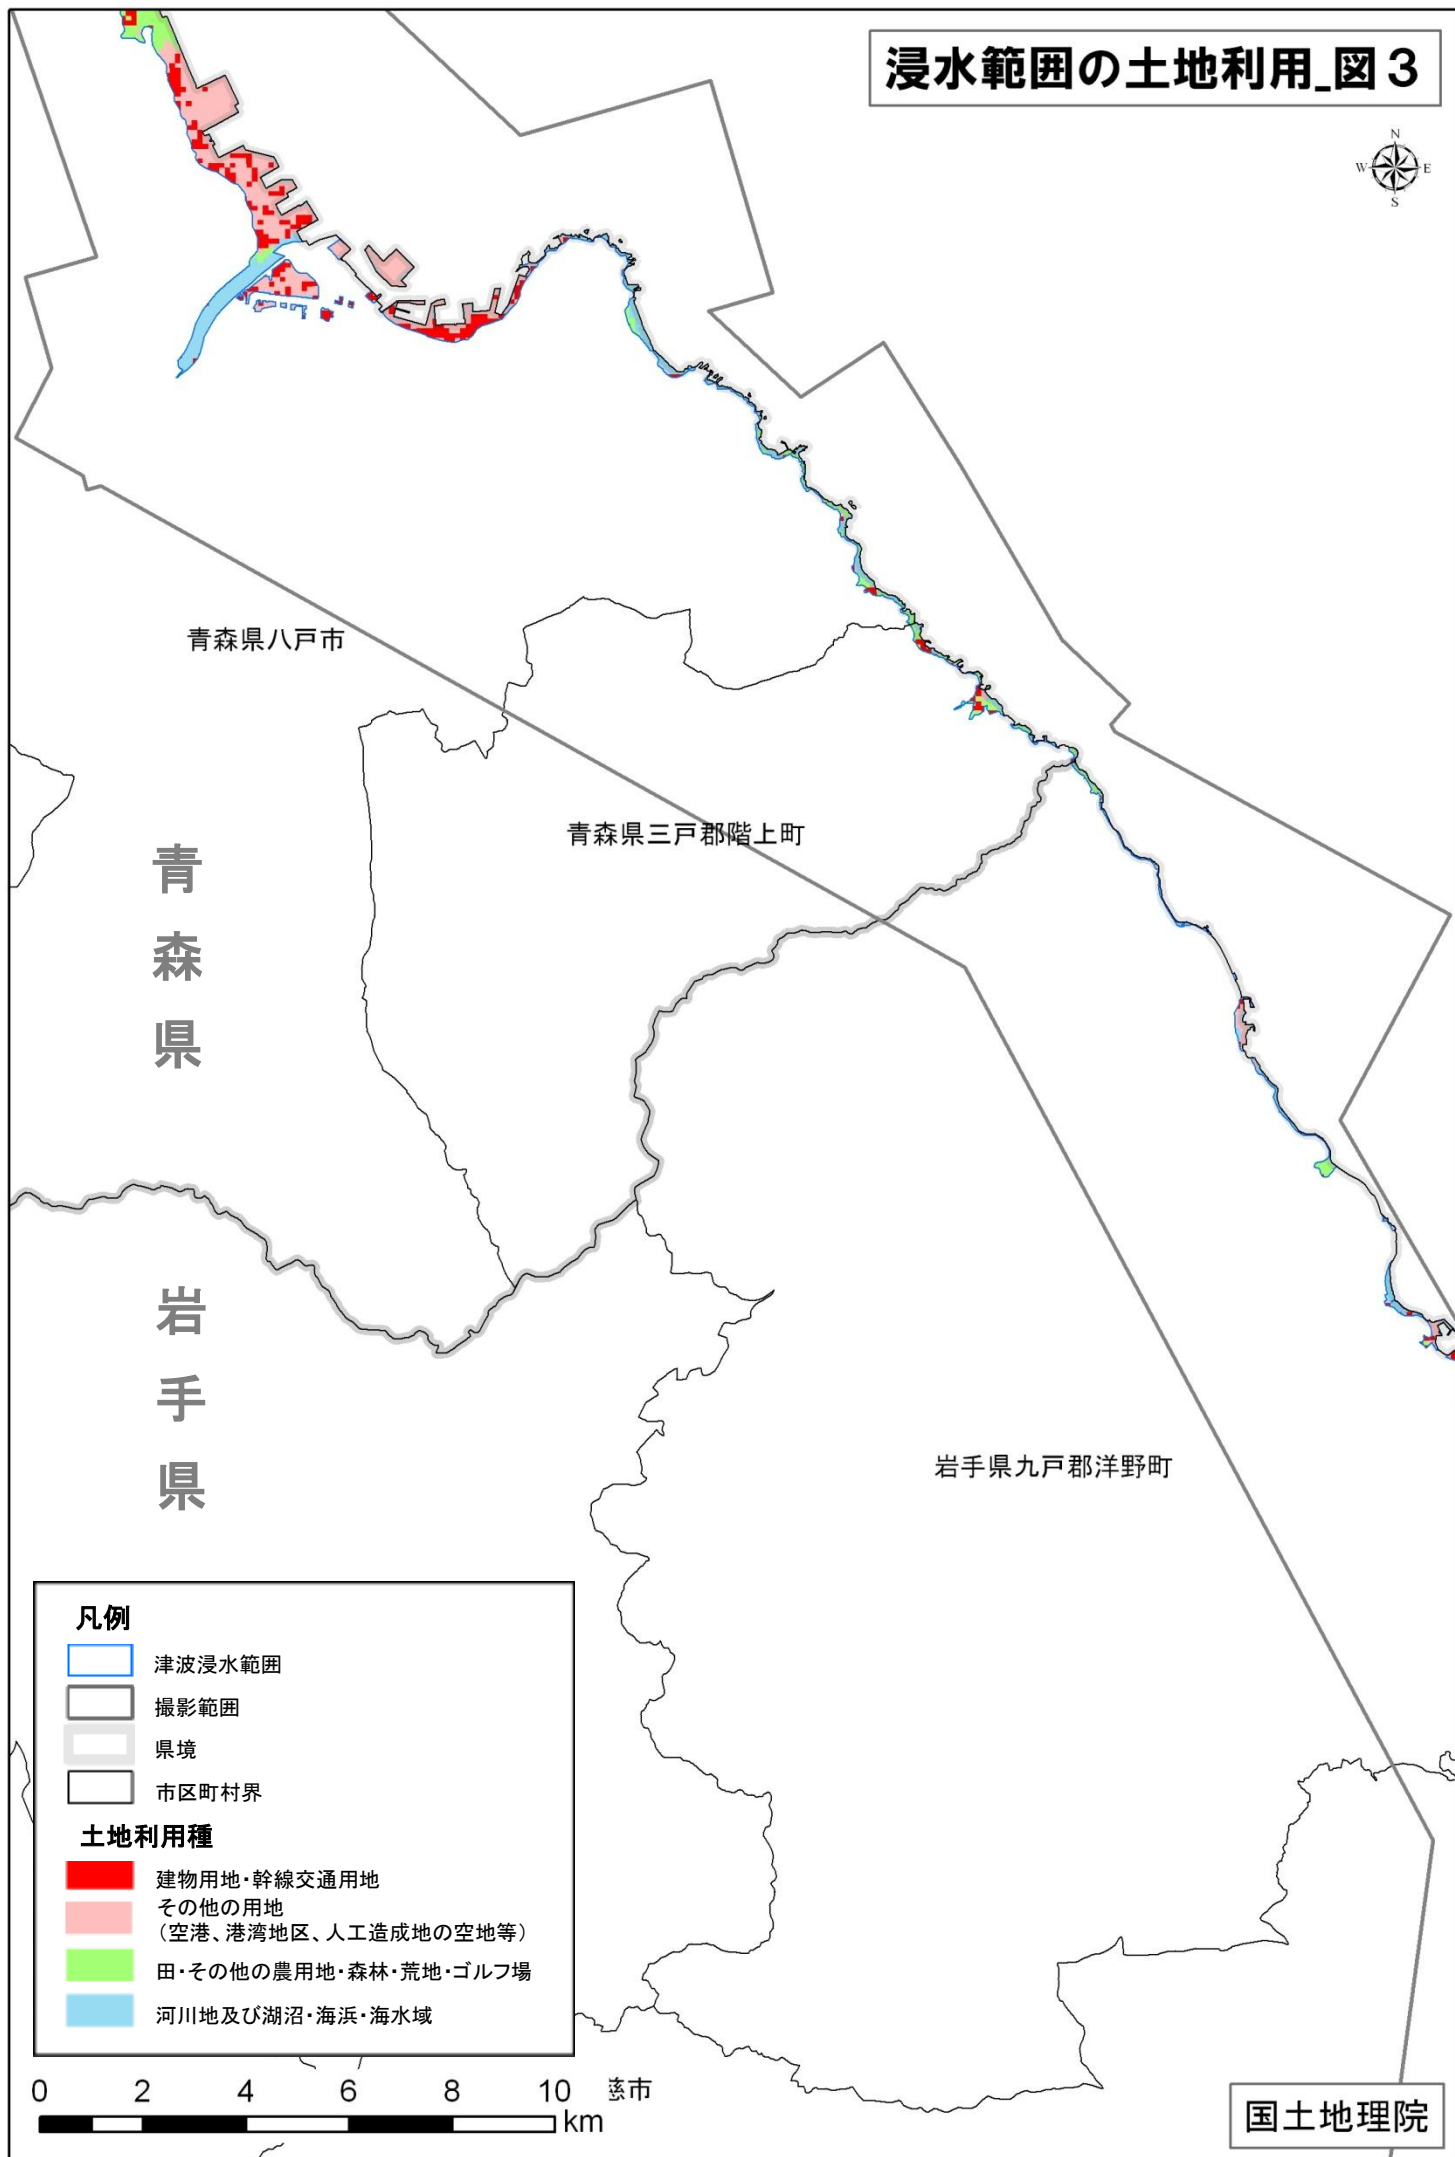 浸水範囲の土地利用_図3
N
W E
S
青森県八戸市
青森県三戸郡階上町
青森県
岩手県
岩手県九戸郡洋野町
凡例
津波浸水範囲
撮影範囲
県境
市区町村界
土地利用種
建物用地・幹線交通用地
その他の用地
(空港、港湾地区、人工造成地の空地等)
田・その他の農用地・森林・荒地・ゴルフ場
河川地及び湖沼・海浜・海水域
0 2 4 6 8 10
km
慈市
国土地理院